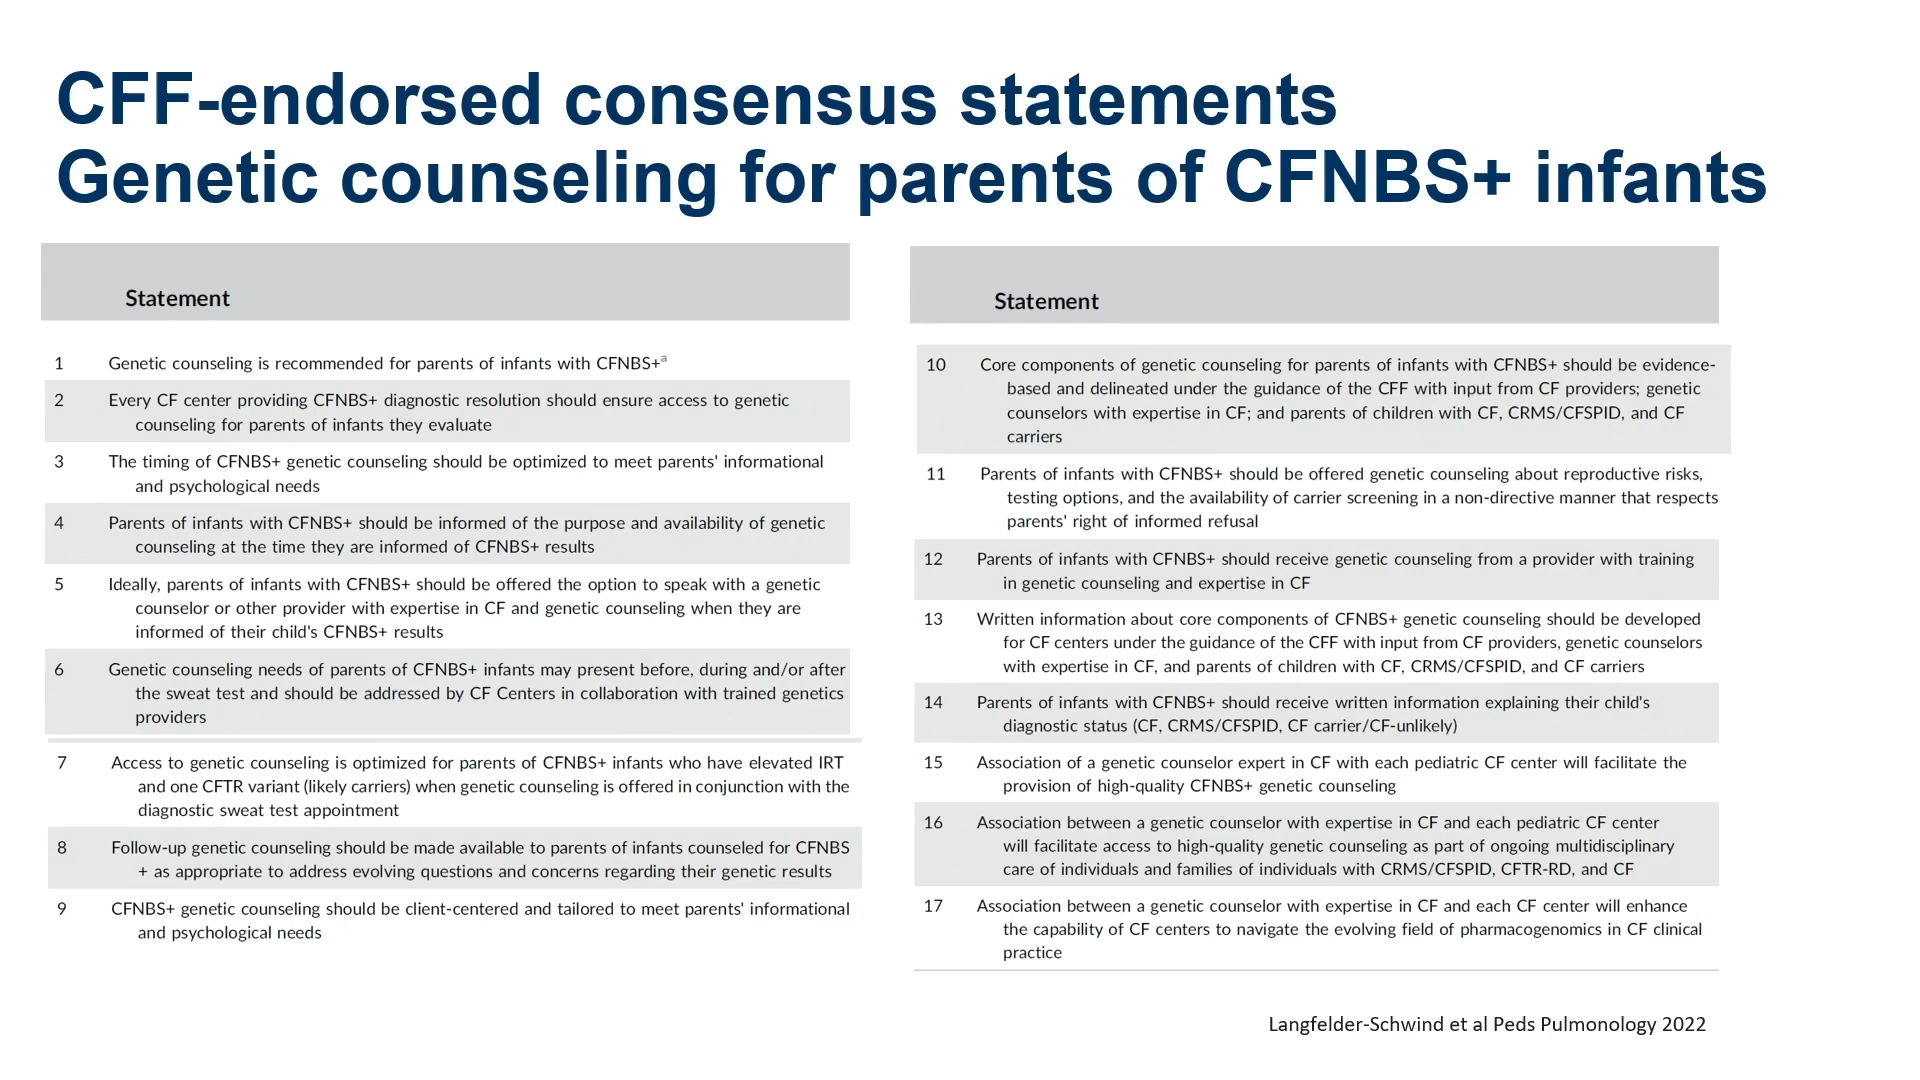 CFF-endorsed consensus statements
Genetic counseling for parents of CFNBS+ infants
Statement
1 Genetic counseling is recommended for parents of infants with CFNBS+ᵃ
2 Every CF center providing CFNBS+ diagnostic resolution should ensure access to genetic
counseling for parents of infants they evaluate
3 The timing of CFNBS+ genetic counseling should be optimized to meet parents' informational
and psychological needs
4 Parents of infants with CFNBS+ should be informed of the purpose and availability of genetic
counseling at the time they are informed of CFNBS+ results
5 Ideally, parents of infants with CFNBS+ should be offered the option to speak with a genetic
counselor or other provider with expertise in CF and genetic counseling when they are
informed of their child's CFNBS+ results
6 Genetic counseling needs of parents of CFNBS+ infants may present before, during and/or after
the sweat test and should be addressed by CF Centers in collaboration with trained genetics
providers
7 Access to genetic counseling is optimized for parents of CFNBS+ infants who have elevated IRT
and one CFTR variant (likely carriers) when genetic counseling is offered in conjunction with the
diagnostic sweat test appointment
8 Follow-up genetic counseling should be made available to parents of infants counseled for CFNBS
+ as appropriate to address evolving questions and concerns regarding their genetic results
9 CFNBS+ genetic counseling should be client-centered and tailored to meet parents' informational
and psychological needs
Statement
10 Core components of genetic counseling for parents of infants with CFNBS+ should be evidence-
based and delineated under the guidance of the CFF with input from CF providers; genetic
counselors with expertise in CF; and parents of children with CF, CRMS/CFSPID, and CF
carriers
11 Parents of infants with CFNBS+ should be offered genetic counseling about reproductive risks,
testing options, and the availability of carrier screening in a non-directive manner that respects
parents' right of informed refusal
12 Parents of infants with CFNBS+ should receive genetic counseling from a provider with training
in genetic counseling and expertise in CF
13 Written information about core components of CFNBS+ genetic counseling should be developed
for CF centers under the guidance of the CFF with input from CF providers, genetic counselors
with expertise in CF, and parents of children with CF, CRMS/CFSPID, and CF carriers
14 Parents of infants with CFNBS+ should receive written information explaining their child's
diagnostic status (CF, CRMS/CFSPID, CF carrier/CF-unlikely)
15 Association of a genetic counselor expert in CF with each pediatric CF center will facilitate the
provision of high-quality CFNBS+ genetic counseling
16 Association between a genetic counselor with expertise in CF and each pediatric CF center
will facilitate access to high-quality genetic counseling as part of ongoing multidisciplinary
care of individuals and families of individuals with CRMS/CFSPID, CFTR-RD, and CF
17 Association between a genetic counselor with expertise in CF and each CF center will enhance
the capability of CF centers to navigate the evolving field of pharmacogenomics in CF clinical
practice
Langfelder-Schwind et al Peds Pulmonology 2022